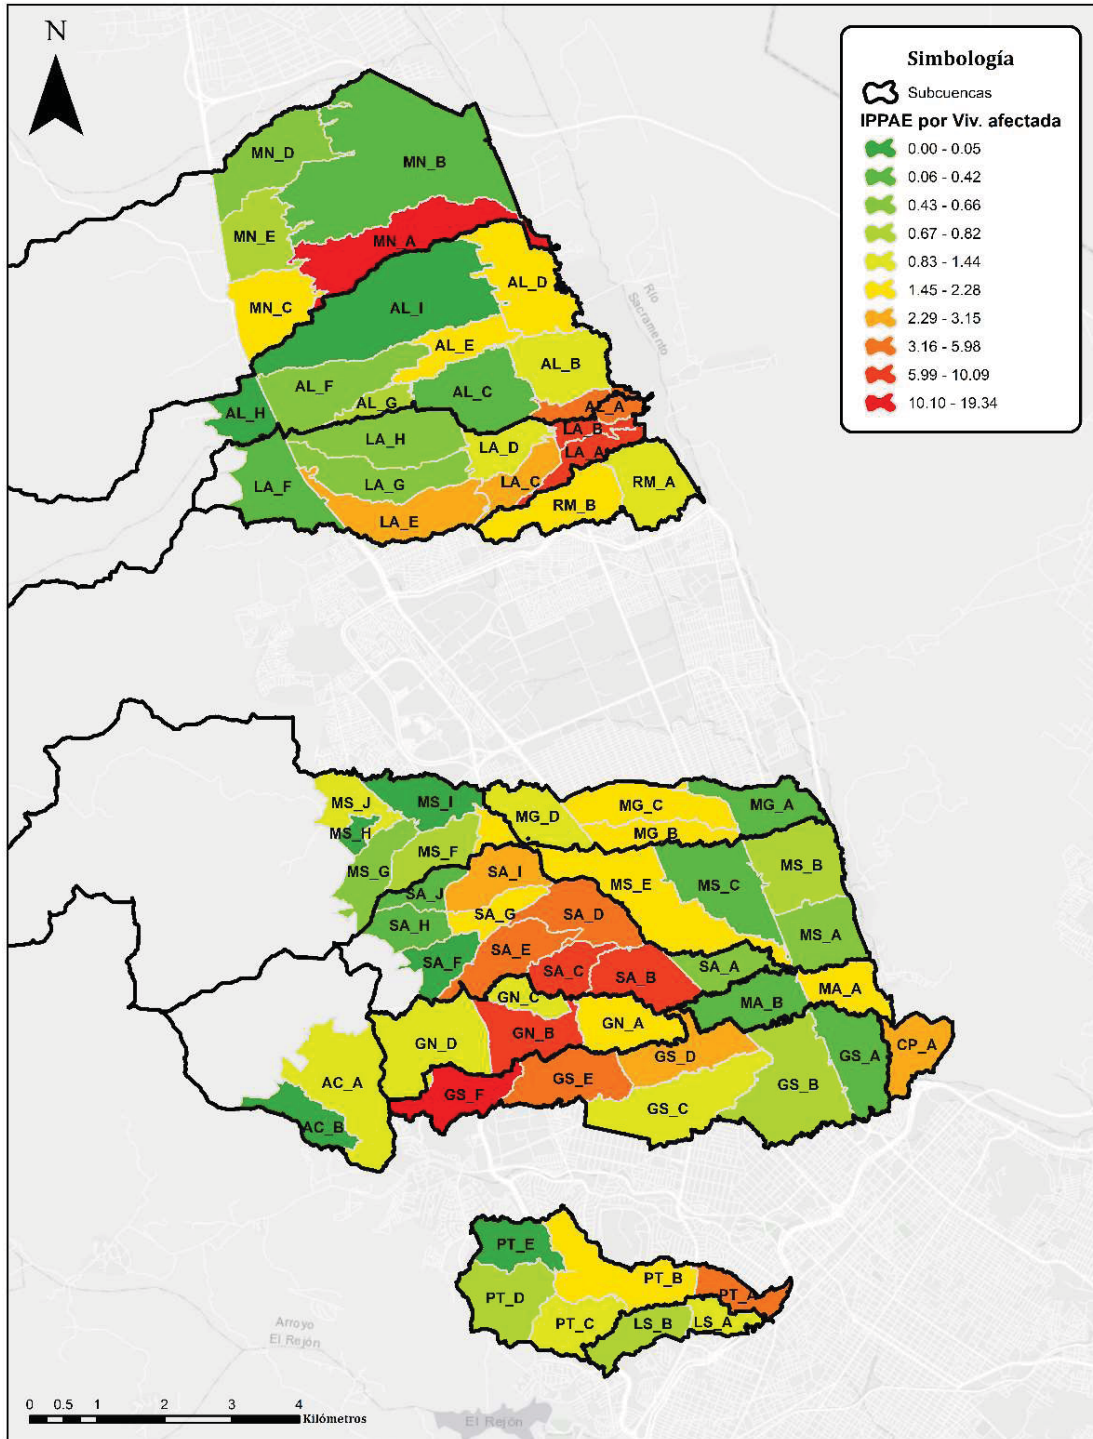 N
Simbología
Subcuencas
IPPAE por Viv. afectada
0.00 - 0.05
0.06 - 0.42
0.43 - 0.66
0.67 - 0.82
0.83 - 1.44
1.45 - 2.28
2.29 - 3.15
3.16 - 5.98
5.99 - 10.09
10.10 - 19.34
MN_D
MN_B
MN_E
MN_A
MN_C
AL_D
AL_I
Río
Sacramento
AL_E
AL_B
AL_F
AL_C
AL_G
AL_H
AL_A
LA_B
LA_H
LA_D
LA_A
LA_F
LA_G
LA_C
RM_A
LA_E
RM_B
MS_J
MS_I
MG_D
MG_C
MG_A
MS_H
MG_B
MS_F
MS_G
MS_B
SA_I
MS_E
MS_C
SA_J
SA_G
SA_D
SA_H
MS_A
SA_E
SA_F
SA_C
SA_B
SA_A
MA_A
GN_C
MA_B
GN_A
GN_B
GN_D
CP_A
GS_D
GS_A
AC_A
GS_E
GS_B
GS_F
GS_C
AC_B
PT_E
PT_B
PT_D
PT_A
PT_C
LS_B
LS_A
Arroyo
El Rejón
0 0.5 1 2 3 4
Kilómetros
El Rejón